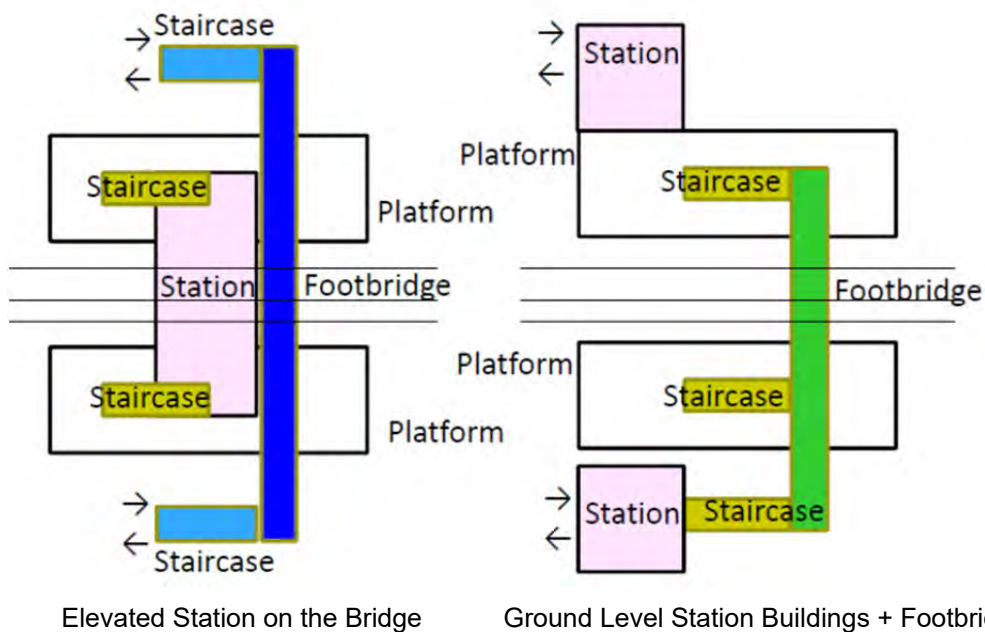 Staircase
Staircase
Platform
Station
Footbridge
Staircase
Platform
Staircase
Elevated Station on the Bridge
Station
Platform
Staircase
Footbridge
Platform
Staircase
Station
Staircase
Ground Level Station Buildings + Footbri